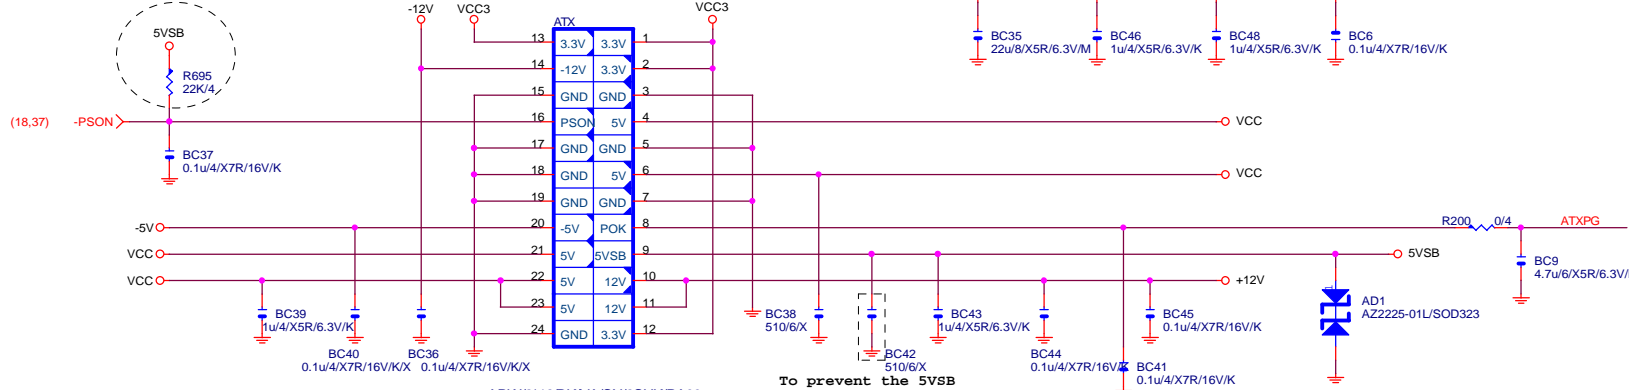 -12V VCC3 VCC3
ATX
5VSB
R695
22K/4
(18,37) -PSON
BC37
0.1u/4/X7R/16V/K
-5V
VCC
VCC
13 3.3V 3.3V 1
14 -12V 3.3V 2
15 GND GND 3
16 PSON 5V 4
17 GND GND 5
18 GND 5V 6
19 GND GND 7
20 -5V POK 8
21 5V 5VSB 9
22 5V 12V 10
23 5V 12V 11
24 GND 3.3V 12
BC35
22u/8/X5R/6.3V/M
BC46
1u/4/X5R/6.3V/K
BC48
1u/4/X5R/6.3V/K
BC6
0.1u/4/X7R/16V/K
VCC
VCC
R200 0/4 ATXPG
5VSB
+12V
BC9
4.7u/6/X5R/6.3V/
AD1
AZ2225-01L/SOD323
BC39
1u/4/X5R/6.3V/K
BC40
0.1u/4/X7R/16V/K/X
BC36
0.1u/4/X7R/16V/K/X
BC38
510/6/X
BC42
510/6/X
BC43
1u/4/X5R/6.3V/K
BC44
0.1u/4/X7R/16V/K
BC45
0.1u/4/X7R/16V/K
BC41
0.1u/4/X7R/16V/K
To prevent the 5VSB